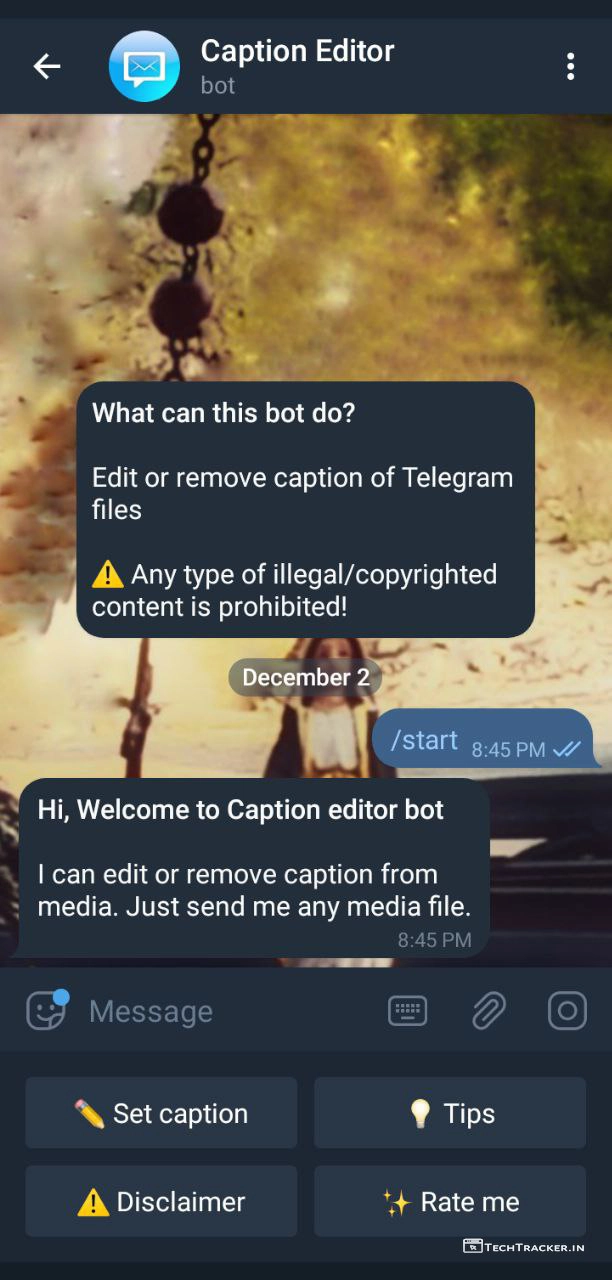 Caption Editor
bot
What can this bot do?
Edit or remove caption of Telegram
files
⚠️ Any type of illegal/copyrighted
content is prohibited!
December 2
/start 8:45 PM
Hi, Welcome to Caption editor bot
I can edit or remove caption from
media. Just send me any media file.
8:45 PM
Message
✏️ Set caption
💡 Tips
⚠️ Disclaimer
✨ Rate me
TECHTRACKER.IN